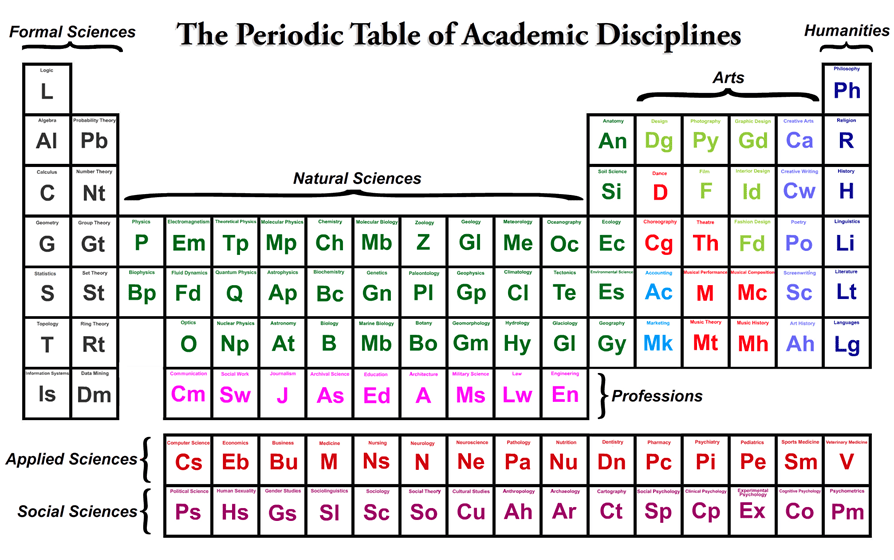 The Periodic Table of Academic Disciplines
Formal Sciences
Humanities
Arts
Natural Sciences
Logic Philosophy
L Ph
Algebra Probability Theory Anatomy Design Photography Graphic Design Creative Arts Religion
Al Pb An Dg Py Gd Ca R
Calculus Number Theory Soil Science Dance Film Interior Design Creative Writing History
C Nt Si D F Id Cw H
Geometry Group Theory Physics Electromagnetism Theoretical Physics Molecular Physics Chemistry Molecular Biology Zoology Geology Meteorology Oceanography Ecology Choreography Theatre Fashion Design Poetry Linguistics
G Gt P Em Tp Mp Ch Mb Z Gl Me Oc Ec Cg Th Fd Po Li
Statistics Set Theory Biophysics Fluid Dynamics Quantum Physics Astrophysics Biochemistry Genetics Paleontology Geophysics Climatology Tectonics Environmental Science Accounting Musical Performance Musical Composition Screenwriting Literature
S St Bp Fd Q Ap Bc Gn Pl Gp Cl Te Es Ac M Mc Sc Lt
Topology Ring Theory Optics Nuclear Physics Astronomy Biology Marine Biology Botany Geomorphology Hydrology Glaciology Geography Marketing Music Theory Music History Art History Languages
T Rt O Np At B Mb Bo Gm Hy Gl Gy Mk Mt Mh Ah Lg
Information Systems Data Mining Communication Social Work Journalism Archival Science Education Architecture Military Science Law Engineering
Is Dm Cm Sw J As Ed A Ms Lw En
Professions
Applied Sciences
Computer Science Economics Business Medicine Nursing Neurology Neuroscience Pathology Nutrition Dentistry Pharmacy Psychiatry Pediatrics Sports Medicine Veterinary Medicine
Cs Eb Bu M Ns N Ne Pa Nu Dn Pc Pi Pe Sm V
Social Sciences
Political Science Human Sexuality Gender Studies Sociolinguistics Sociology Social Theory Cultural Studies Anthropology Archaeology Cartography Social Psychology Clinical Psychology Experimental Psychology Cognitive Psychology Psychometrics
Ps Hs Gs Sl Sc So Cu Ah Ar Ct Sp Cp Ex Co Pm